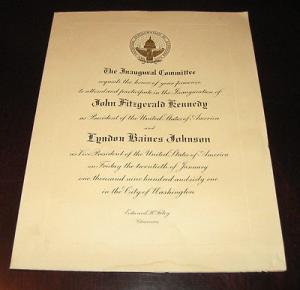 The Inaugural Committee
requests the honor of your presence
to attend and participate in the Inauguration of
John Fitzgerald Kennedy
as President of the United States of America
and
Lyndon Baines Johnson
as Vice President of the United States of America
on Friday the twentieth of January
one thousand nine hundred and sixty one
in the City of Washington
Edward H. Foley
Chairman